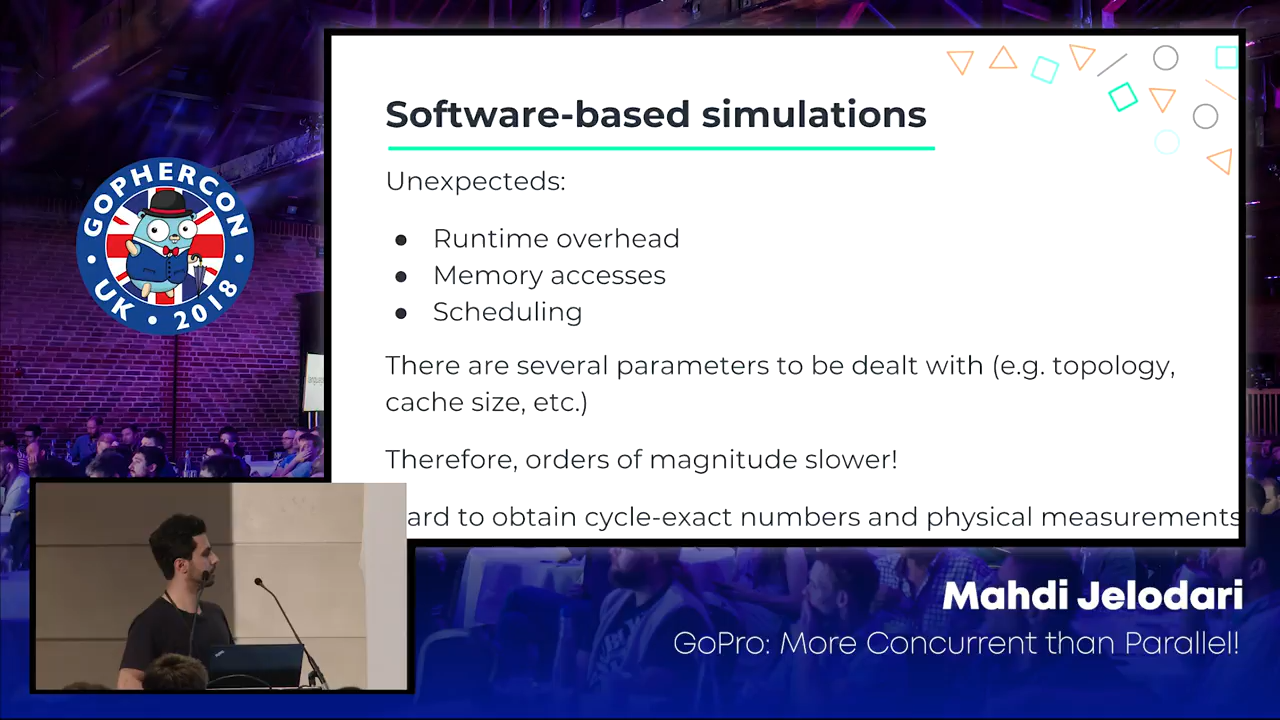 GOPHERCON
UK • 2018
Software-based simulations
Unexpecteds:
● Runtime overhead
● Memory accesses
● Scheduling
There are several parameters to be dealt with (e.g. topology,
cache size, etc.)
Therefore, orders of magnitude slower!
ard to obtain cycle-exact numbers and physical measurements
Mahdi Jelodari
GoPro: More Concurrent than Parallel!